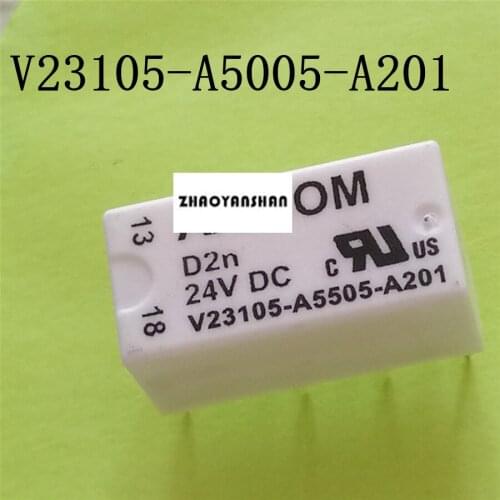 V23105-A5005-A201
ZHAOYANSHAN
OM
13
D2n
C US
24V DC
18
V23105-A5505-A201